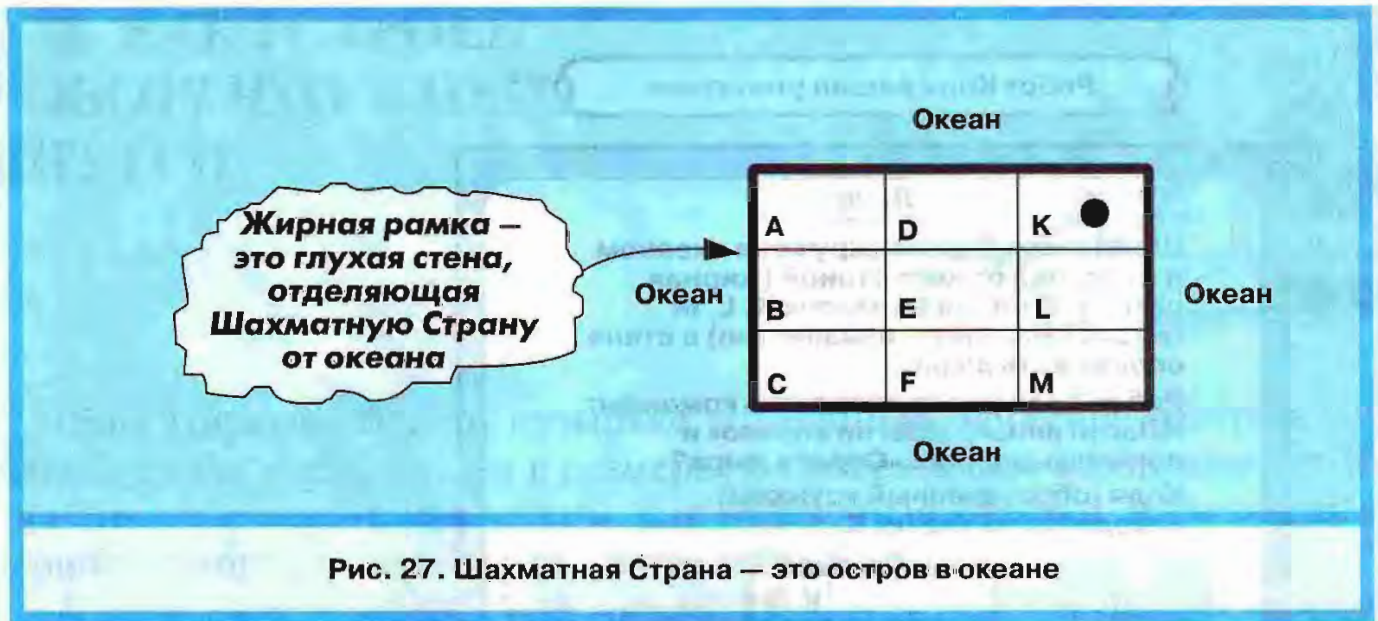 Океан
Жирная рамка —
это глухая стена,
отделяющая
Шахматную Страну
от океана
A D K
Океан
B E L
Океан
C F M
Океан
Рис. 27. Шахматная Страна — это остров в океане